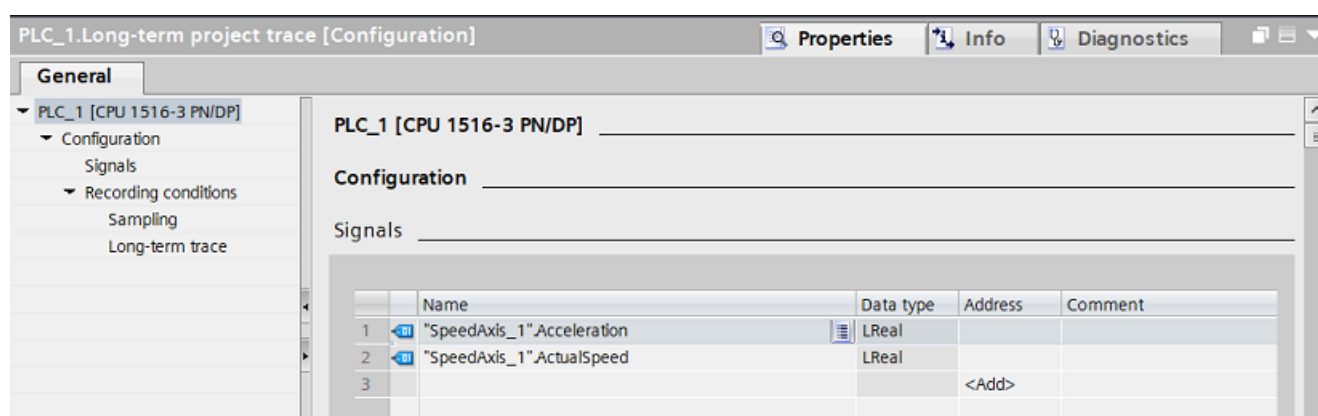 PLC_1.Long-term project trace [Configuration]
Properties
Info
Diagnostics
General
PLC_1 [CPU 1516-3 PN/DP]
Configuration
Signals
Recording conditions
Sampling
Long-term trace
PLC_1 [CPU 1516-3 PN/DP]
Configuration
Signals
Name Data type Address Comment
1 "SpeedAxis_1".Acceleration LReal
2 "SpeedAxis_1".ActualSpeed LReal
3 <Add>